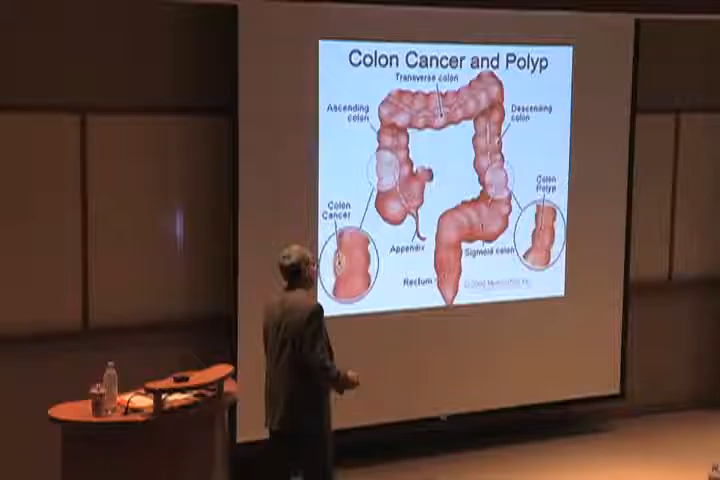 Colon Cancer and Polyp
Transverse colon
Ascending
colon
Descending
colon
Colon
Polyp
Colon
Cancer
Appendix
Sigmoid colon
Rectum